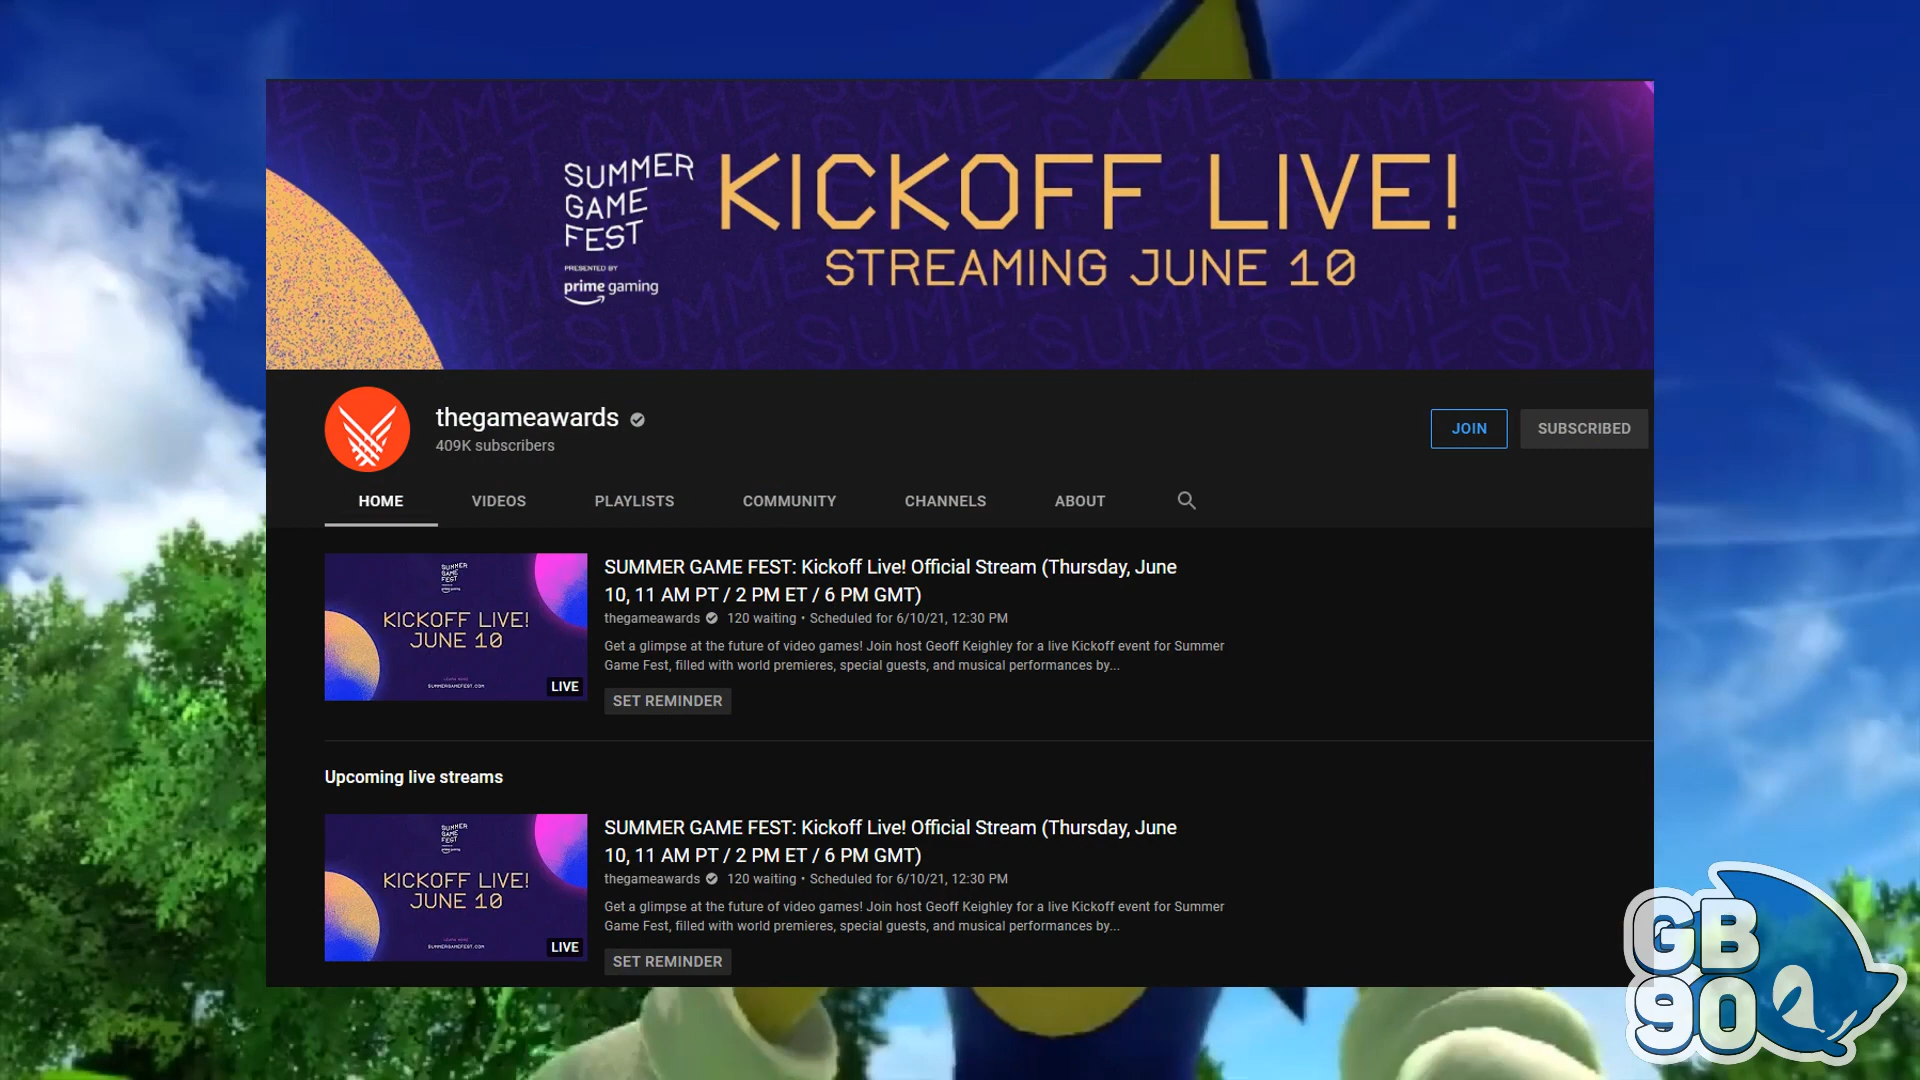 SUMMER
GAME
FEST
PRESENTED BY
prime gaming
KICKOFF LIVE!
STREAMING JUNE 10
thegameawards
409K subscribers
JOIN
SUBSCRIBED
HOME
VIDEOS
PLAYLISTS
COMMUNITY
CHANNELS
ABOUT
SUMMER
GAME
FEST
KICKOFF LIVE!
JUNE 10
SUMMERGAMEFEST.COM
LIVE
SUMMER GAME FEST: Kickoff Live! Official Stream (Thursday, June
10, 11 AM PT / 2 PM ET / 6 PM GMT)
thegameawards 120 waiting • Scheduled for 6/10/21, 12:30 PM
Get a glimpse at the future of video games! Join host Geoff Keighley for a live Kickoff event for Summer
Game Fest, filled with world premieres, special guests, and musical performances by...
SET REMINDER
Upcoming live streams
SUMMER
GAME
FEST
KICKOFF LIVE!
JUNE 10
SUMMERGAMEFEST.COM
LIVE
SUMMER GAME FEST: Kickoff Live! Official Stream (Thursday, June
10, 11 AM PT / 2 PM ET / 6 PM GMT)
thegameawards 120 waiting • Scheduled for 6/10/21, 12:30 PM
Get a glimpse at the future of video games! Join host Geoff Keighley for a live Kickoff event for Summer
Game Fest, filled with world premieres, special guests, and musical performances by...
SET REMINDER
GB
90